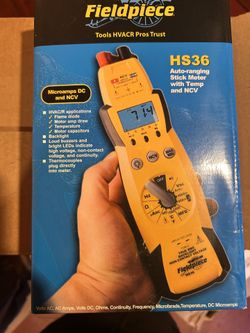 Fieldpiece
Tools HVACR Pros Trust
HS36
Auto-ranging
Stick Meter
with Temp
and NCV
Microamps DC
and NCV
HVACR applications
Flame diode
Motor amp draw
Temperature
Motor capacitors
Backlight
Loud buzzers and
bright LEDs indicate
high voltage, non-contact
voltage, and continuity.
Thermocouples
plug directly
into meter.
714
NCV
Fieldpiece
Volts AC, AC Amps, Volts DC, Ohms, Continuity, Frequency, Microfarads, Temperature, DC Microamps